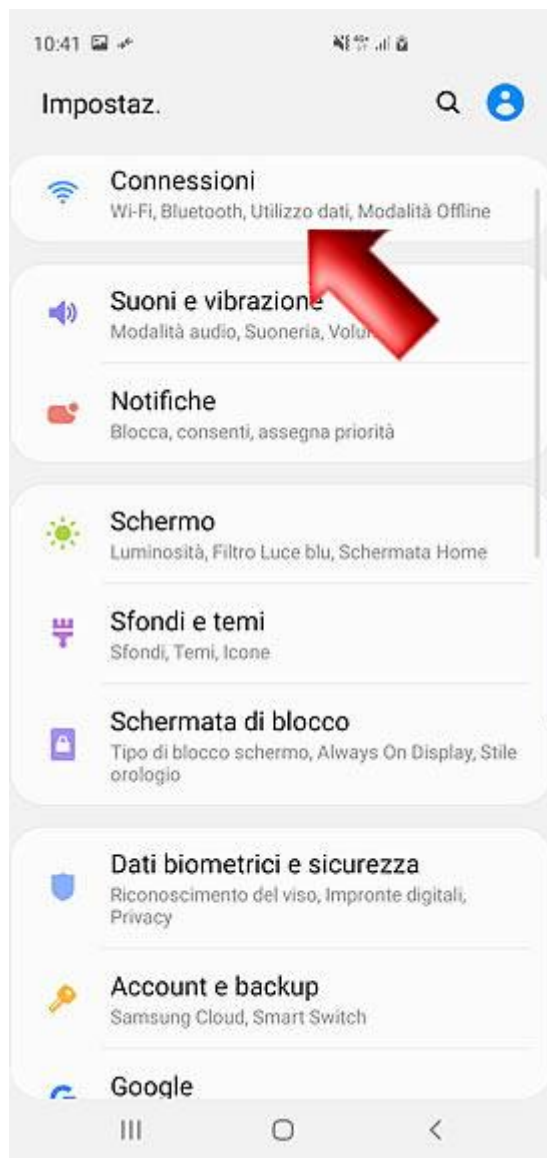 10:41
Impostaz.
Connessioni
Wi-Fi, Bluetooth, Utilizzo dati, Modalità Offline
Suoni e vibrazione
Modalità audio, Suoneria,
Notifiche
Blocca, consenti, assegna priorità
Schermo
Luminosità, Filtro Luce blu, Schermata Home
Sfondi e temi
Sfondi, Temi, Icone
Schermata di blocco
Tipo di blocco schermo, Always On Display, Stile
orologio
Dati biometrici e sicurezza
Riconoscimento del viso, Impronte digitali,
Privacy
Account e backup
Samsung Cloud, Smart Switch
Google